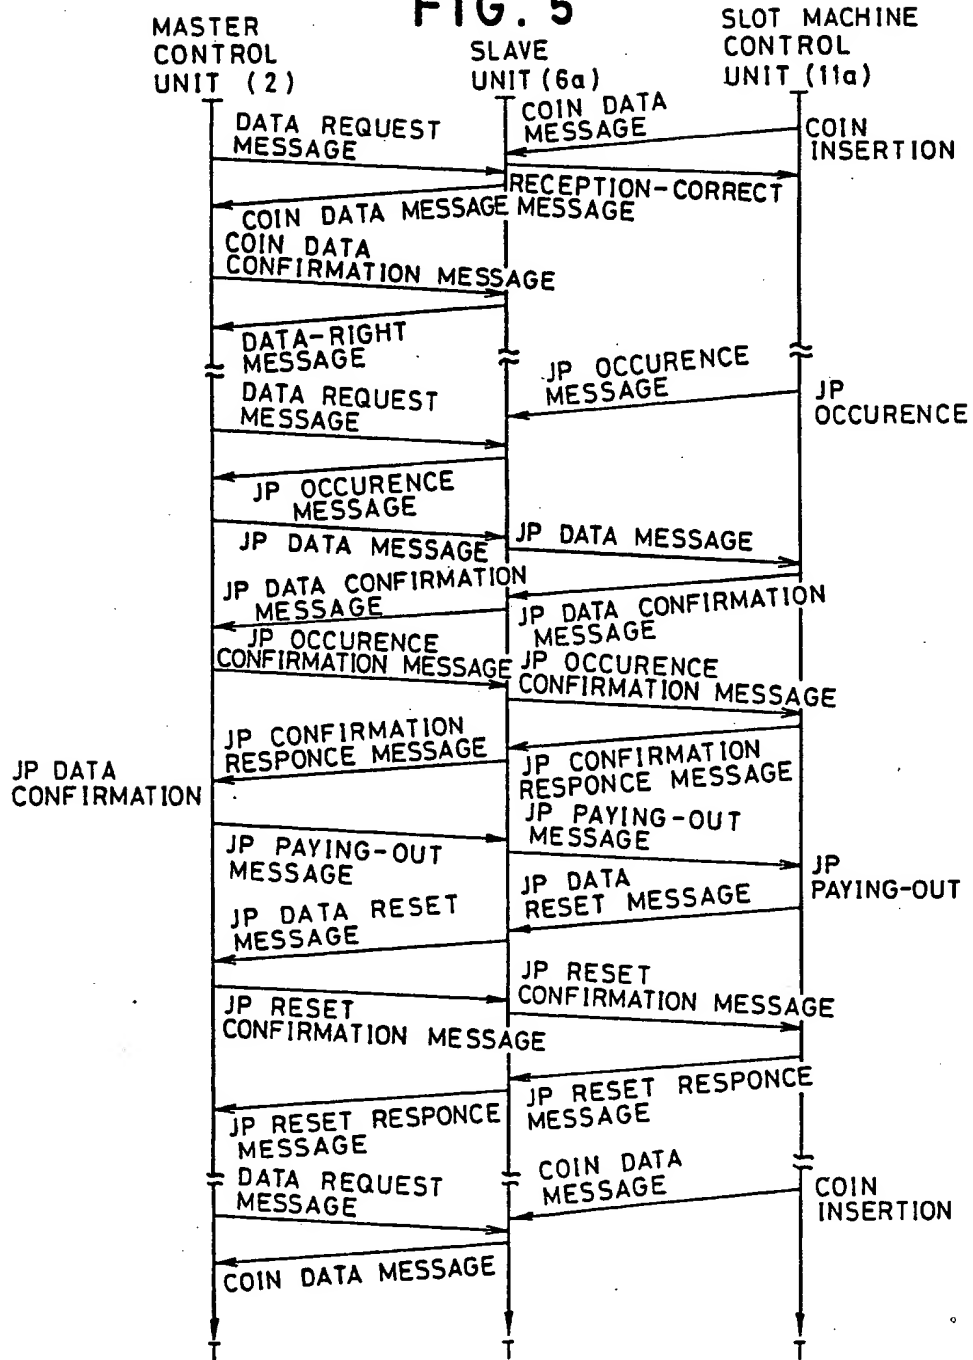 FIG. 5
MASTER
CONTROL
UNIT (2)
SLAVE
UNIT (6a)
SLOT MACHINE
CONTROL
UNIT (11a)
DATA REQUEST
MESSAGE
COIN DATA
MESSAGE
COIN
INSERTION
RECEPTION-CORRECT
MESSAGE
COIN DATA MESSAGE
COIN DATA
CONFIRMATION MESSAGE
DATA-RIGHT
MESSAGE
JP OCCURENCE
MESSAGE
JP
OCCURENCE
DATA REQUEST
MESSAGE
JP OCCURENCE
MESSAGE
JP DATA MESSAGE
JP DATA MESSAGE
JP DATA CONFIRMATION
MESSAGE
JP DATA CONFIRMATION
MESSAGE
JP OCCURENCE
CONFIRMATION MESSAGE
JP OCCURENCE
CONFIRMATION MESSAGE
JP CONFIRMATION
RESPONCE MESSAGE
JP CONFIRMATION
RESPONCE MESSAGE
JP DATA
CONFIRMATION
JP PAYING-OUT
MESSAGE
JP PAYING-OUT
MESSAGE
JP
PAYING-OUT
JP DATA
RESET MESSAGE
JP DATA RESET
MESSAGE
JP RESET
CONFIRMATION MESSAGE
JP RESET
CONFIRMATION MESSAGE
JP RESET RESPONCE
MESSAGE
JP RESET RESPONCE
MESSAGE
DATA REQUEST
MESSAGE
COIN DATA
MESSAGE
COIN
INSERTION
COIN DATA MESSAGE
T
T
T